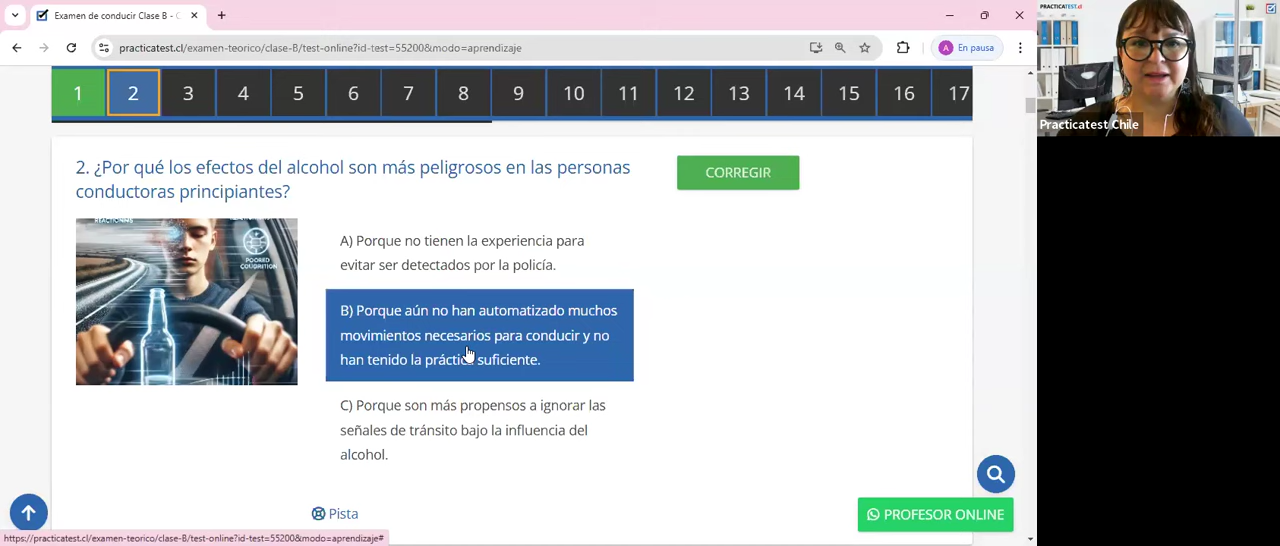 Examen de conducir Clase B - C
practicatest.cl/examen-teorico/clase-B/test-online?id-test=55200&modo=aprendizaje
A
En pausa
PRACTICATEST.cl
Practicatest Chile
1 2 3 4 5 6 7 8 9 10 11 12 13 14 15 16 17
2. ¿Por qué los efectos del alcohol son más peligrosos en las personas
conductoras principiantes?
CORREGIR
REACTIONMS
POORED
A) Porque no tienen la experiencia para
evitar ser detectados por la policía.
B) Porque aún no han automatizado muchos
movimientos necesarios para conducir y no
han tenido la práctica suficiente.
C) Porque son más propensos a ignorar las
señales de tránsito bajo la influencia del
alcohol.
Pista
PROFESOR ONLINE
https://practicatest.cl/examen-teorico/clase-B/test-online?id-test=55200&modo=aprendizaje#